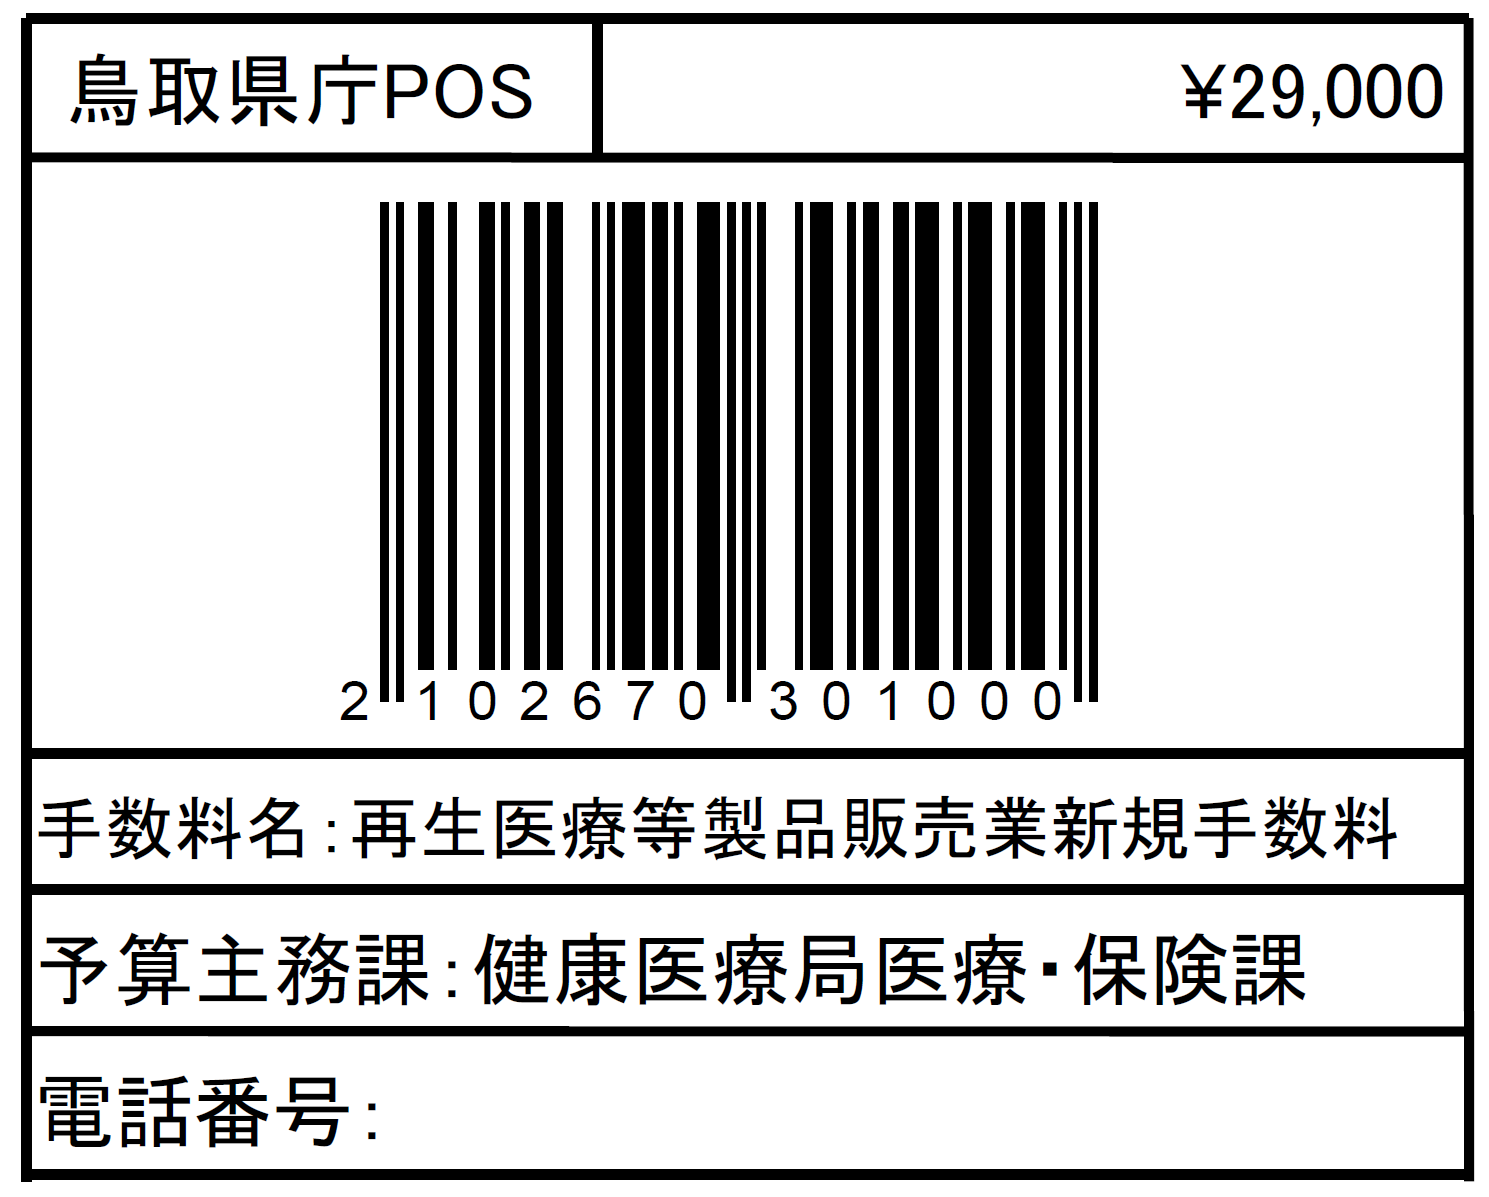 鳥取県庁POS
¥29,000
2 102670 301000
手数料名:再生医療等製品販売業新規手数料
予算主務課:健康医療局医療・保険課
電話番号: